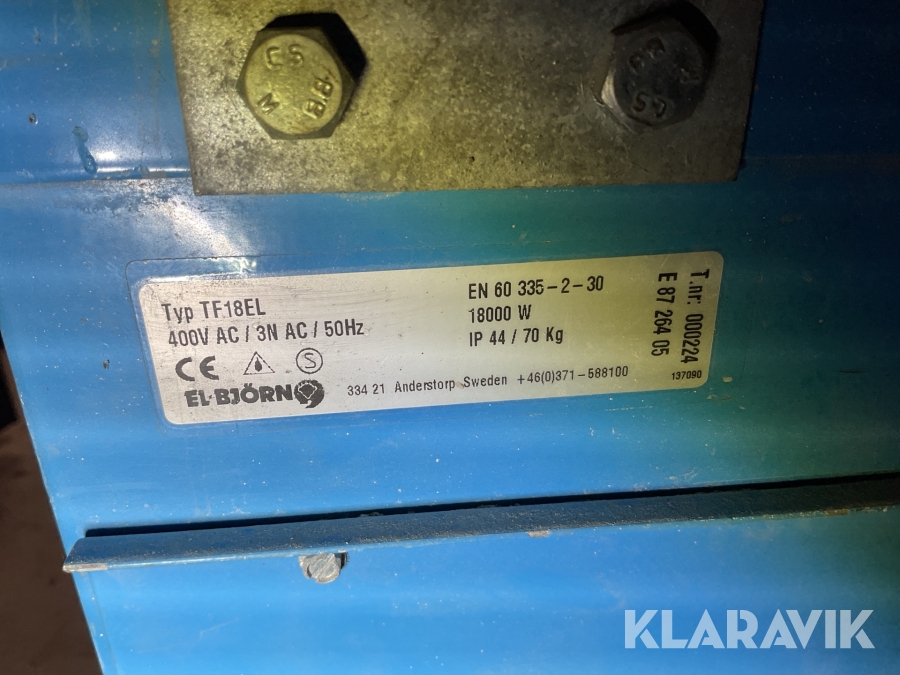 CS
8.8
M
Typ TF18EL
400V AC / 3N AC / 50Hz
CE S
EL·BJÖRN
EN 60 335-2-30
18000 W
IP 44 / 70 Kg
334 21 Anderstorp Sweden +46(0)371-588100
T.nr: 000224
E 87 264 05
137090
KLARAVIK